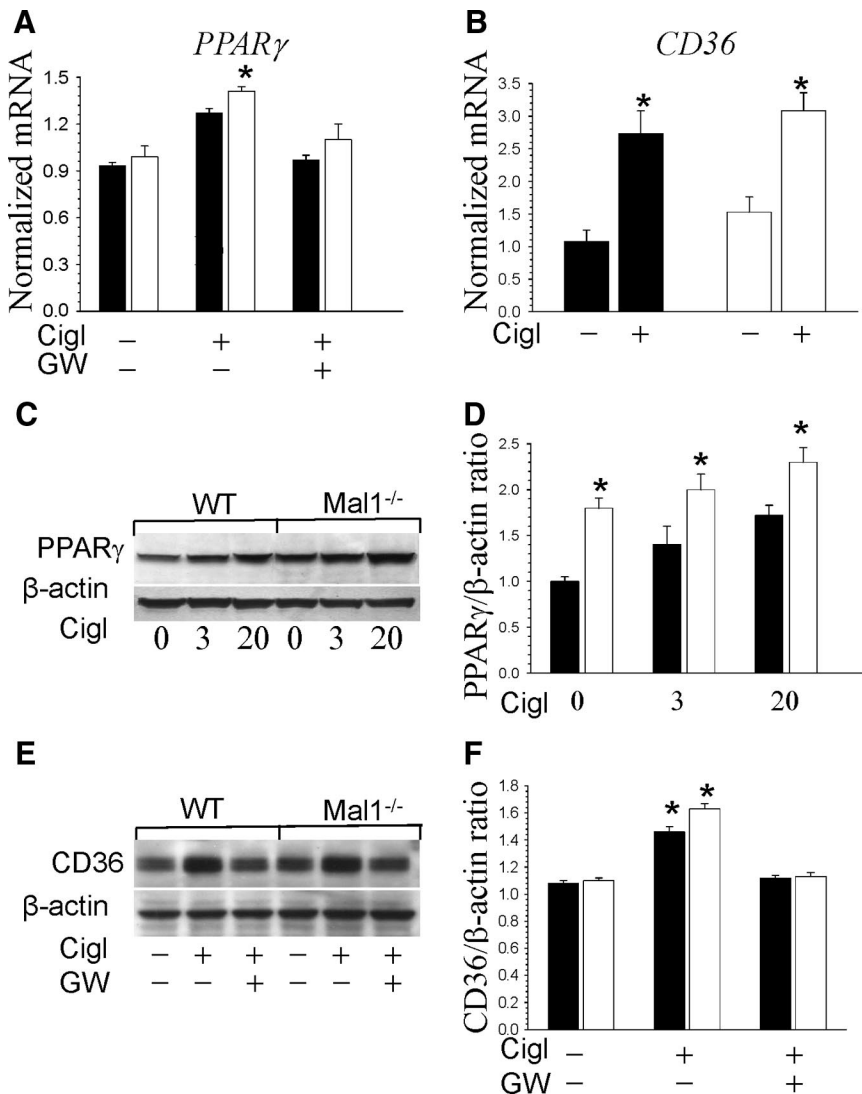 A
PPARγ
Normalized mRNA
1.5
1.2
0.9
0.6
0.3
0.0
*
Cigl − + +
GW − − +
B
CD36
Normalized mRNA
3.5
3.0
2.5
2.0
1.5
1.0
0.5
0.0
* *
Cigl − + − +
C
WT Mal1-/-
PPARγ
β-actin
Cigl 0 3 20 0 3 20
D
PPARγ/β-actin ratio
2.5
2.0
1.5
1.0
0.5
0.0
* * *
Cigl 0 3 20
E
WT Mal1-/-
CD36
β-actin
Cigl − + + − + +
GW − − + − − +
F
CD36/β-actin ratio
1.8
1.6
1.4
1.2
1.0
0.8
0.6
0.4
0.2
0.0
* *
Cigl − + +
GW − − +